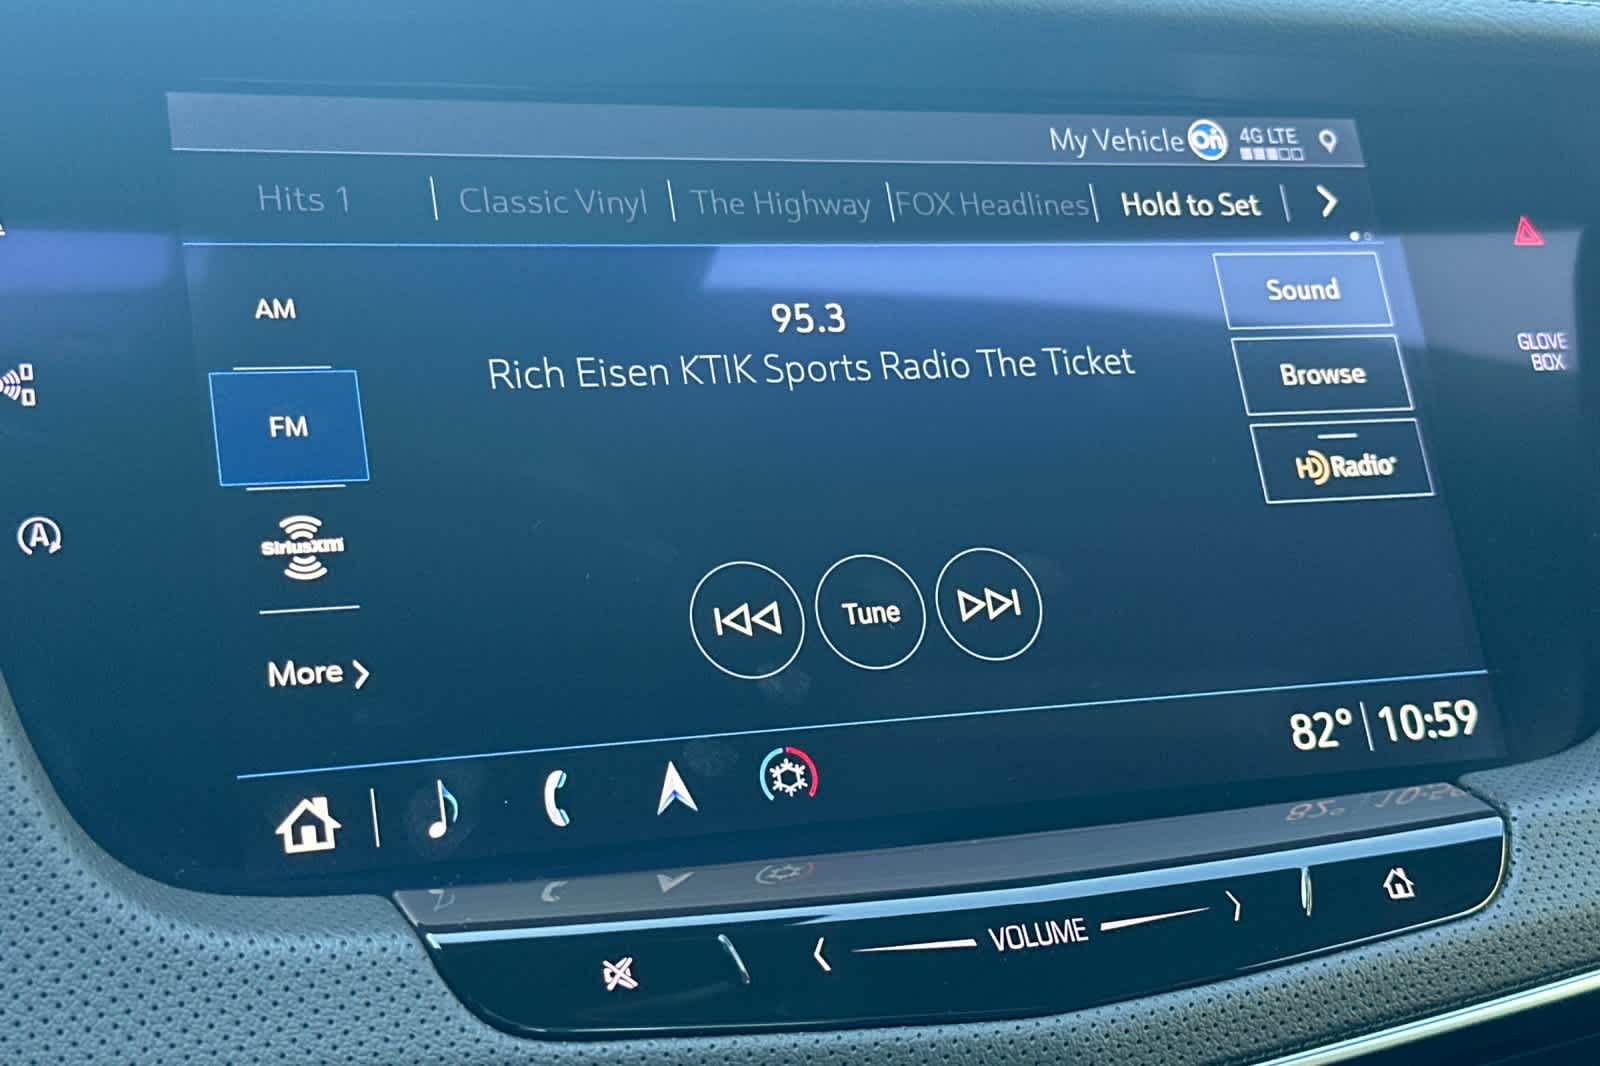 My Vehicle On 4G LTE
Hits 1 Classic Vinyl The Highway FOX Headlines Hold to Set
AM
95.3
Sound
Rich Eisen KTIK Sports Radio The Ticket
Browse
GLOVE
BOX
FM
HD Radio
siriusxm
A
Tune
More
82° 10:59
VOLUME